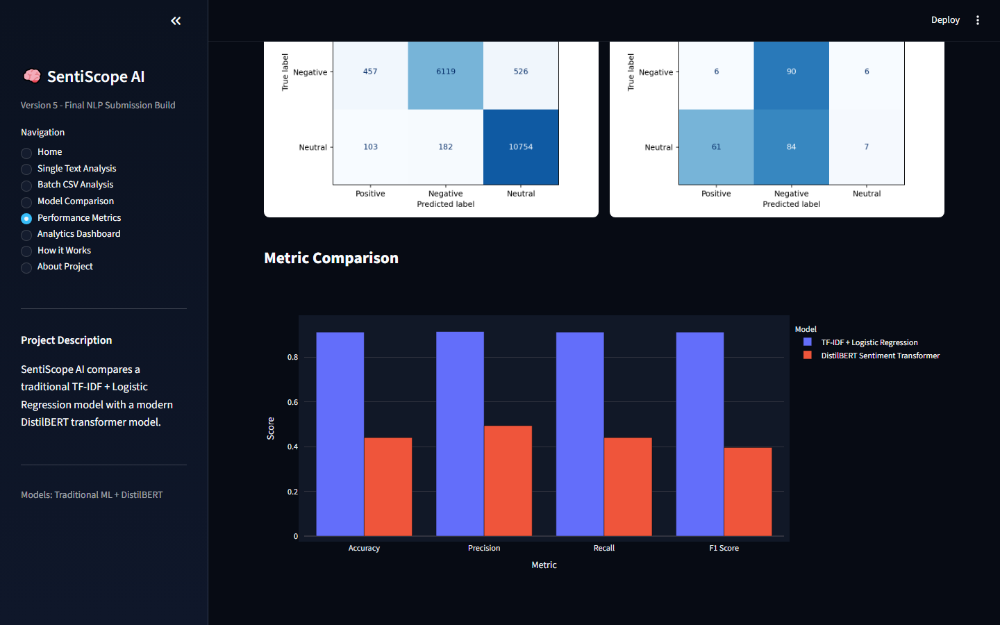 Deploy
🧠 SentiScope AI
Version 5 - Final NLP Submission Build
Navigation
Home
Single Text Analysis
Batch CSV Analysis
Model Comparison
Performance Metrics
Analytics Dashboard
How it Works
About Project
Project Description
SentiScope AI compares a
traditional TF-IDF + Logistic
Regression model with a modern
DistilBERT transformer model.
Models: Traditional ML + DistilBERT
True label
Negative
457 6119 526
Neutral
103 182 10754
Positive Negative Neutral
Predicted label
True label
Negative
6 90 6
Neutral
61 84 7
Positive Negative Neutral
Predicted label
Metric Comparison
Model
TF-IDF + Logistic Regression
DistilBERT Sentiment Transformer
Score
0.8
0.6
0.4
0.2
0
Accuracy Precision Recall F1 Score
Metric